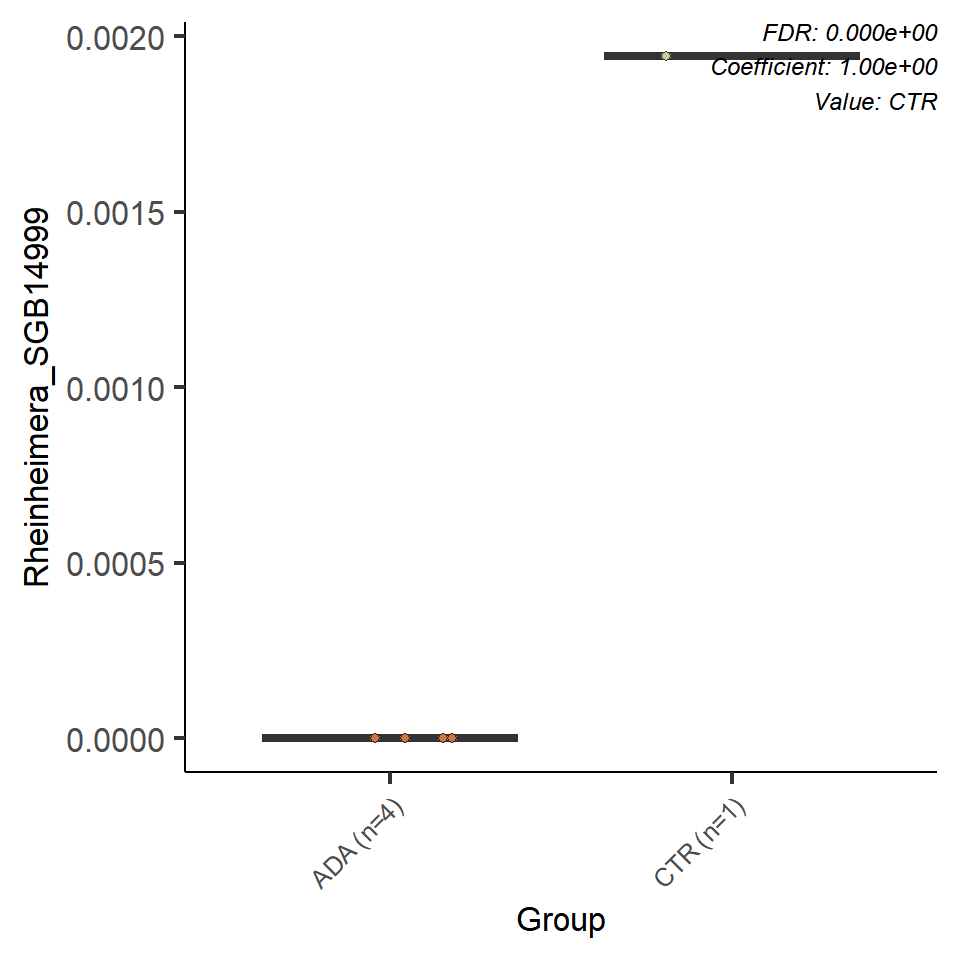 FDR: 0.000e+00
Coefficient: 1.00e+00
Value: CTR
Rheinheimera_SGB14999
0.0020
0.0015
0.0010
0.0005
0.0000
ADA (n=4)
CTR (n=1)
Group